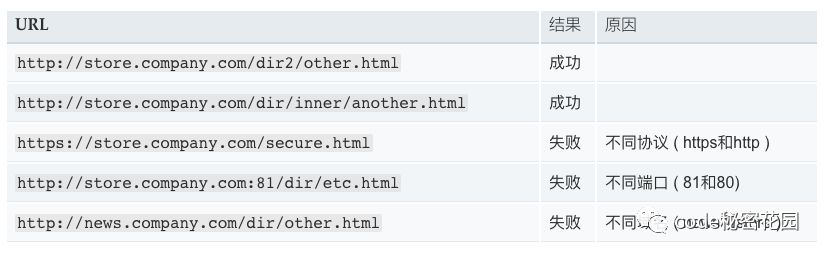 URL 结果 原因
http://store.company.com/dir2/other.html 成功
http://store.company.com/dir/inner/another.html 成功
https://store.company.com/secure.html 失败 不同协议 ( https和http )
http://store.company.com:81/dir/etc.html 失败 不同端口 ( 81和80)
http://news.company.com/dir/other.html 失败 不同
code秘密花园